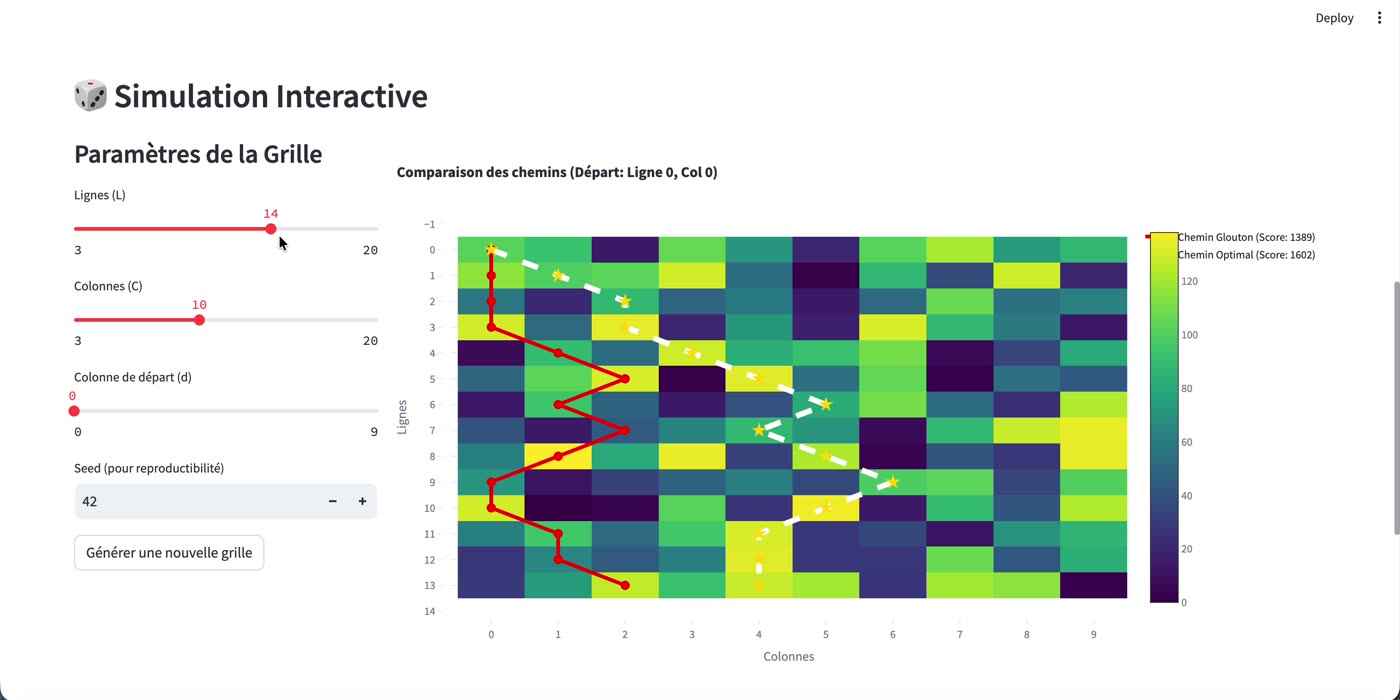 Deploy
Simulation Interactive
Paramètres de la Grille
Lignes (L)
14
3 20
Colonnes (C)
10
3 20
Colonne de départ (d)
0
0 9
Seed (pour reproductibilité)
42
Générer une nouvelle grille
Comparaison des chemins (Départ: Ligne 0, Col 0)
Lignes
−1
0
1
2
3
4
5
6
7
8
9
10
11
12
13
14
0 1 2 3 4 5 6 7 8 9
Colonnes
Chemin Glouton (Score: 1389)
Chemin Optimal (Score: 1602)
120
100
80
60
40
20
0